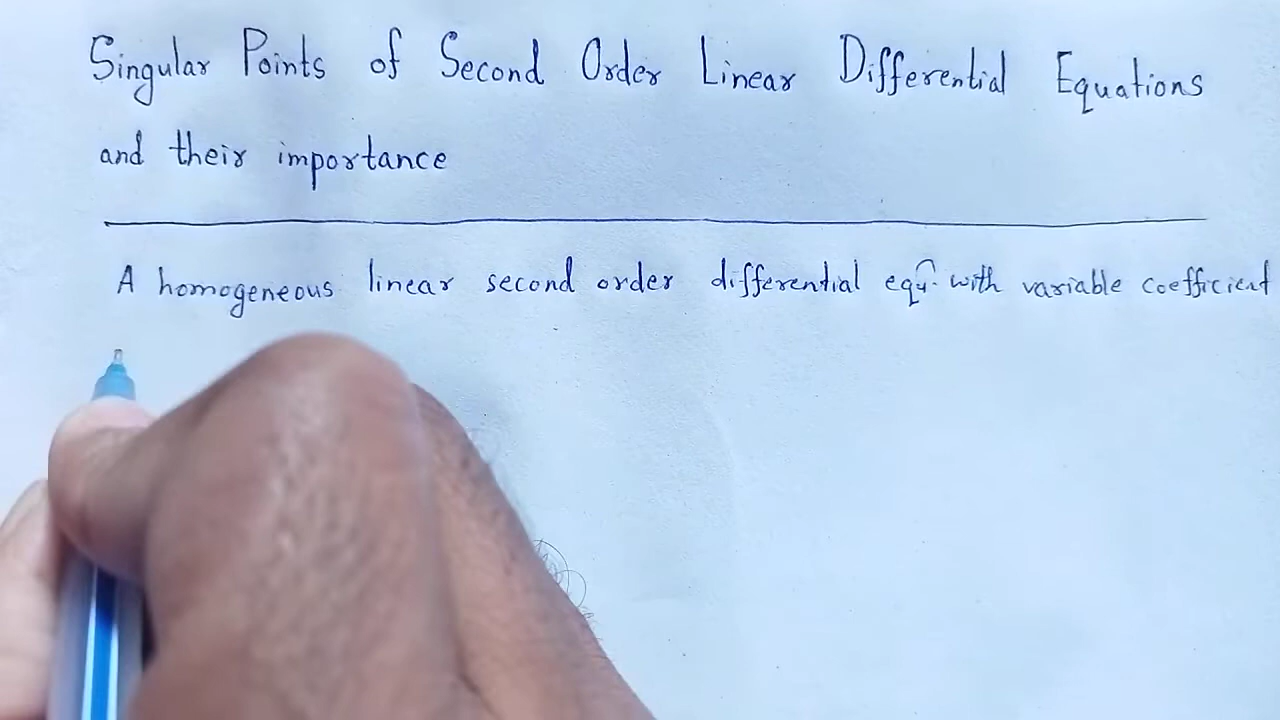 Singular Points of Second Order Linear Differential Equations
and their importance
A homogeneous linear second order differential equn. with variable coefficient